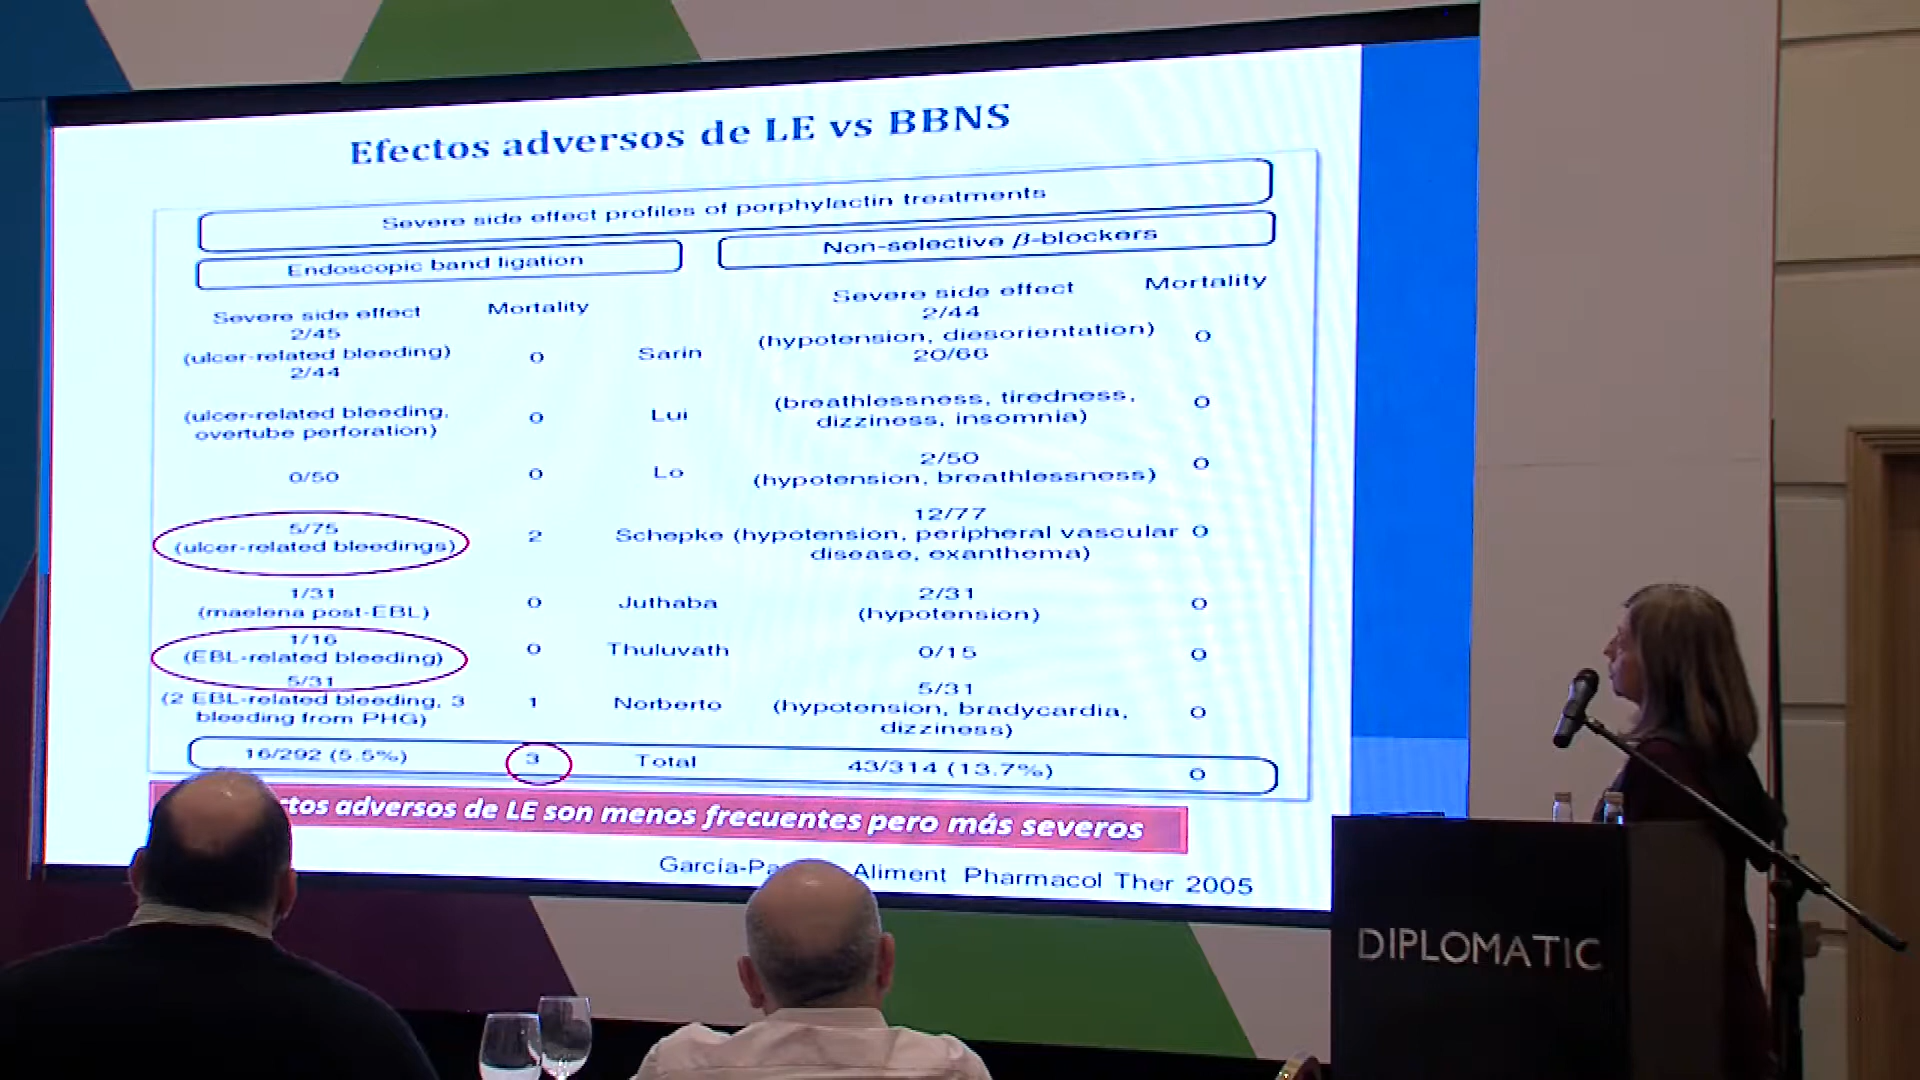 Efectos adversos de LE vs BBNS
Severe side effect profiles of porphylactin treatments
Endoscopic band ligation
Non-selective β-blockers
Severe side effect Mortality Severe side effect Mortality
2/45 2/44
(ulcer-related bleeding) 0 Sarin (hypotension, diesorientation) 0
2/44 20/66
(ulcer-related bleeding, 0 Lui (breathlessness, tiredness, 0
overtube perforation) dizziness, insomnia)
0/50 0 Lo 2/50 0
(hypotension, breathlessness)
5/75 12/77
(ulcer-related bleedings) 2 Schepke (hypotension, peripheral vascular 0
disease, exanthema)
1/31 0 Juthaba 2/31 0
(maelena post-EBL) (hypotension)
1/16 0 Thuluvath 0/15 0
(EBL-related bleeding)
5/31 5/31
(2 EBL-related bleeding, 3 1 Norberto (hypotension, bradycardia, 0
bleeding from PHG) dizziness)
16/292 (5.5%) 3 Total 43/314 (13.7%) 0
adversos de LE son menos frecuentes pero más severos
Aliment Pharmacol Ther 2005
DIPLOMATIC